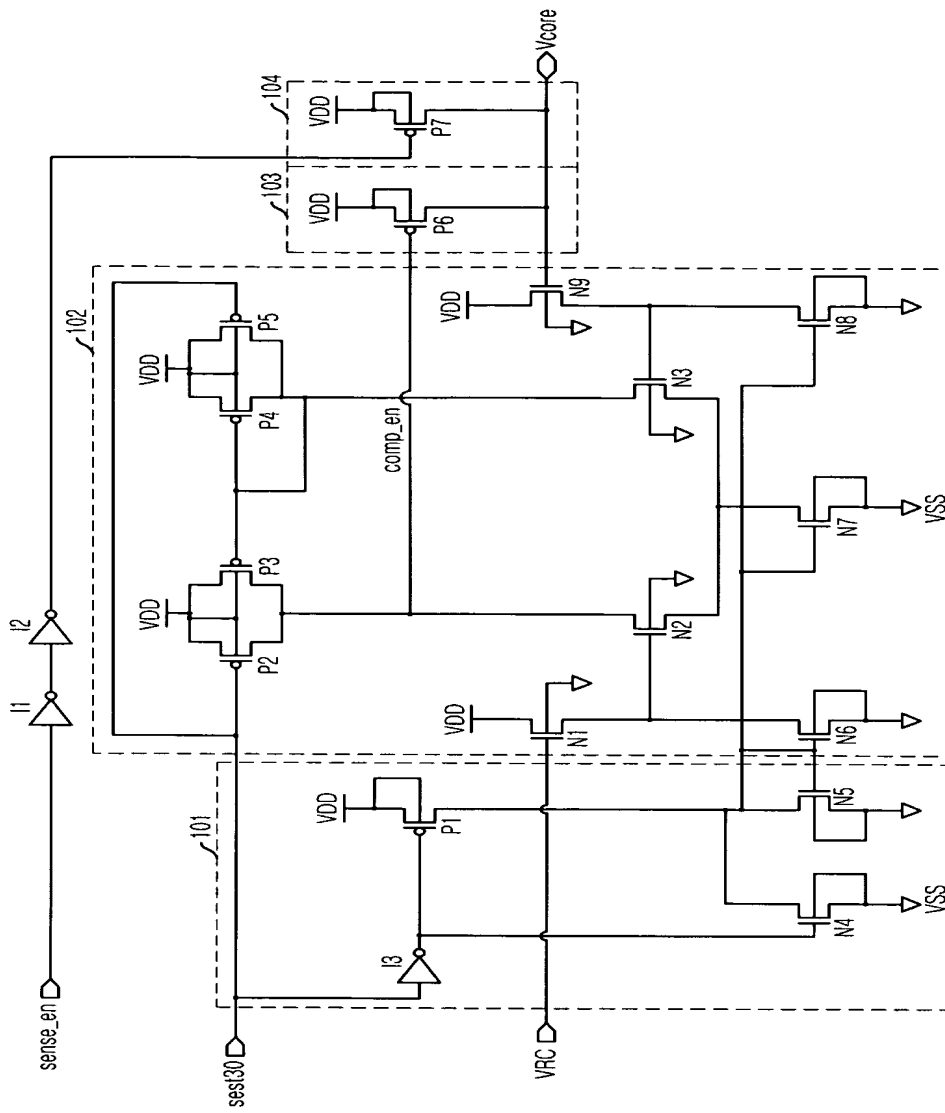 sense_en
I1
I2
sest30
VRC
101
I3
VDD
P1
N4
VSS
N5
102
VDD
P2
P3
VDD
P4
P5
comp_en
VDD
N1
N2
N3
VDD
N9
N6
N7
VSS
N8
103
VDD
P6
104
VDD
P7
Vcore